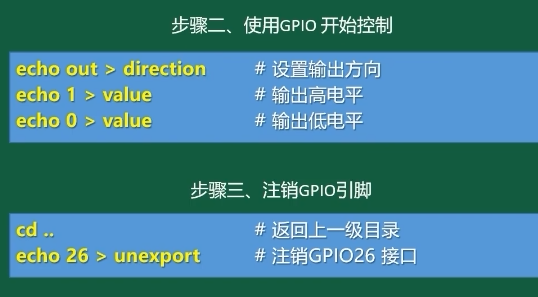 步骤二、使用GPIO 开始控制
echo out > direction # 设置输出方向
echo 1 > value # 输出高电平
echo 0 > value # 输出低电平
步骤三、注销GPIO引脚
cd .. # 返回上一级目录
echo 26 > unexport # 注销GPIO26 接口